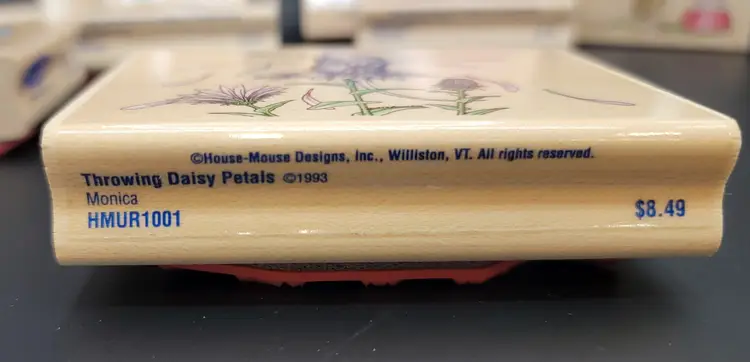 ©House-Mouse Designs, Inc., Williston, VT. All rights reserved.
Throwing Daisy Petals ©1993
Monica
HMUR1001
$8.49